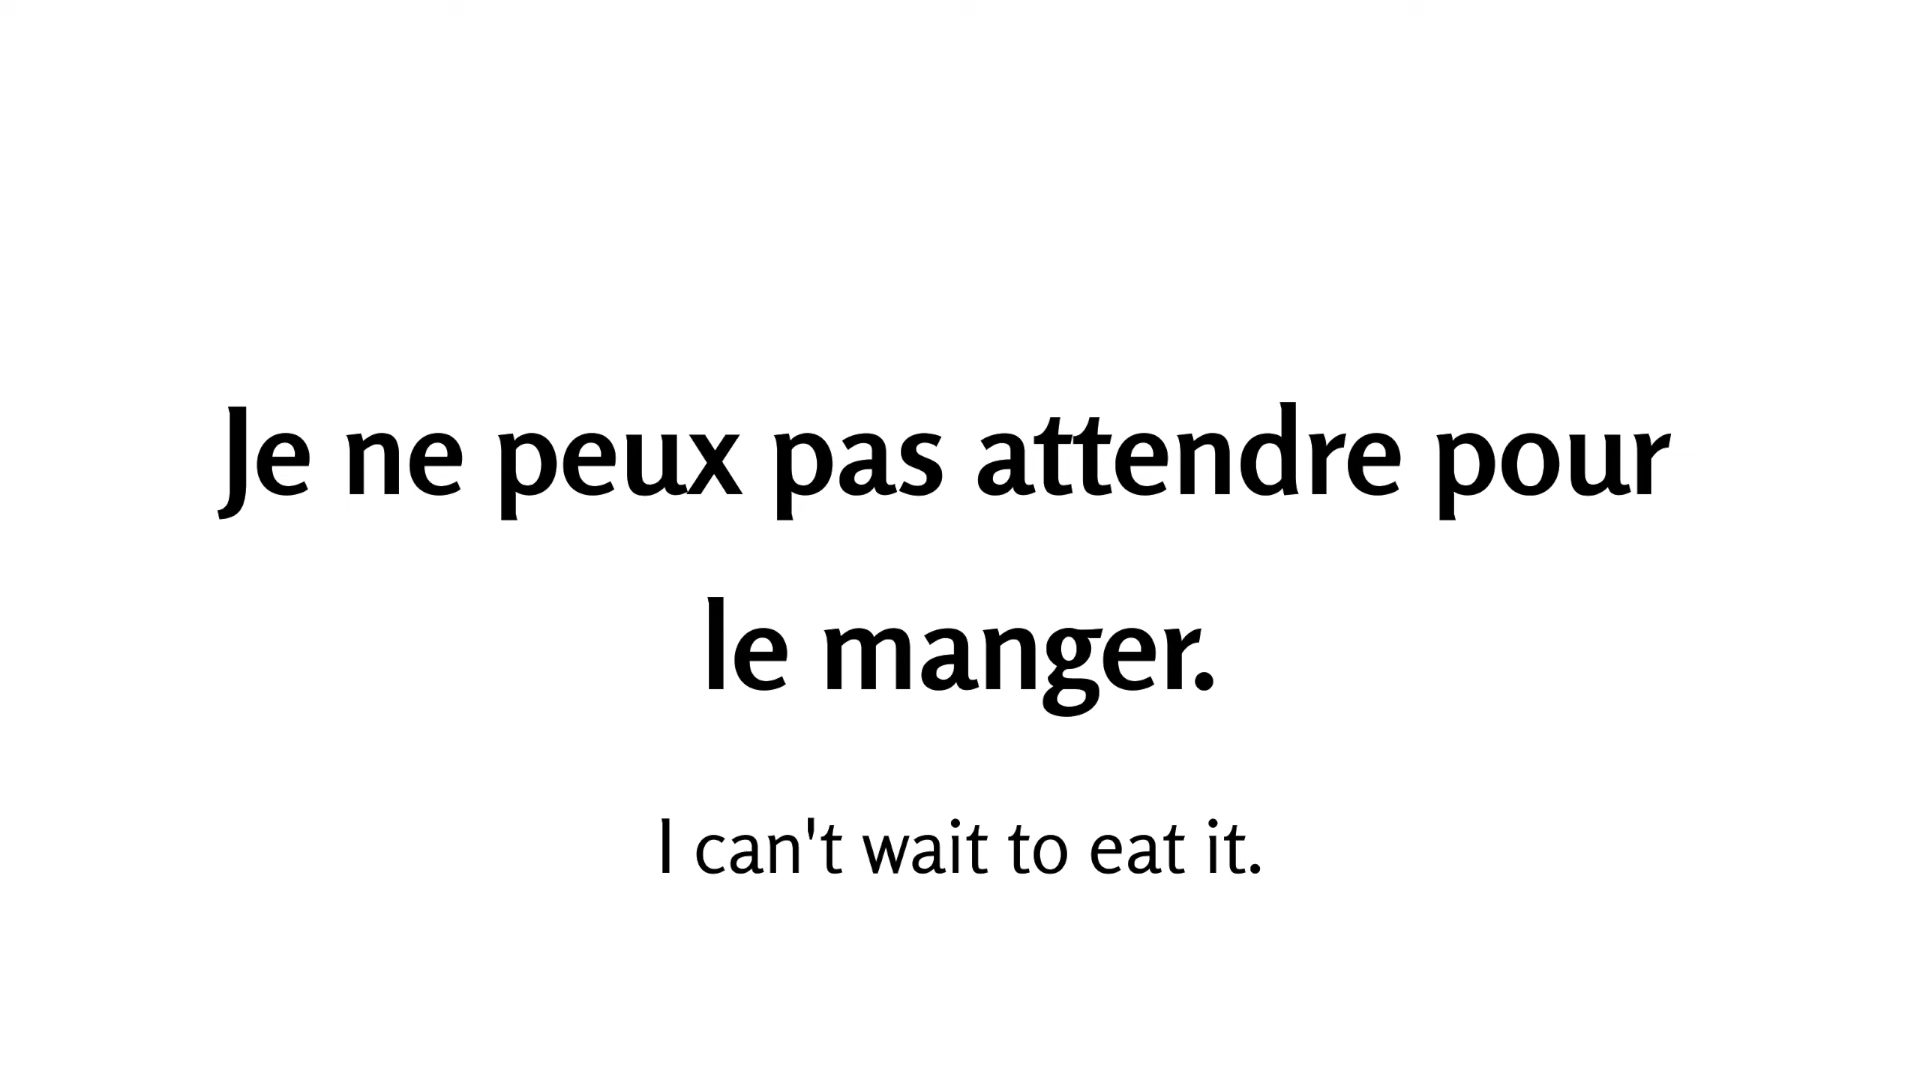 Je ne peux pas attendre pour
le manger.
I can't wait to eat it.